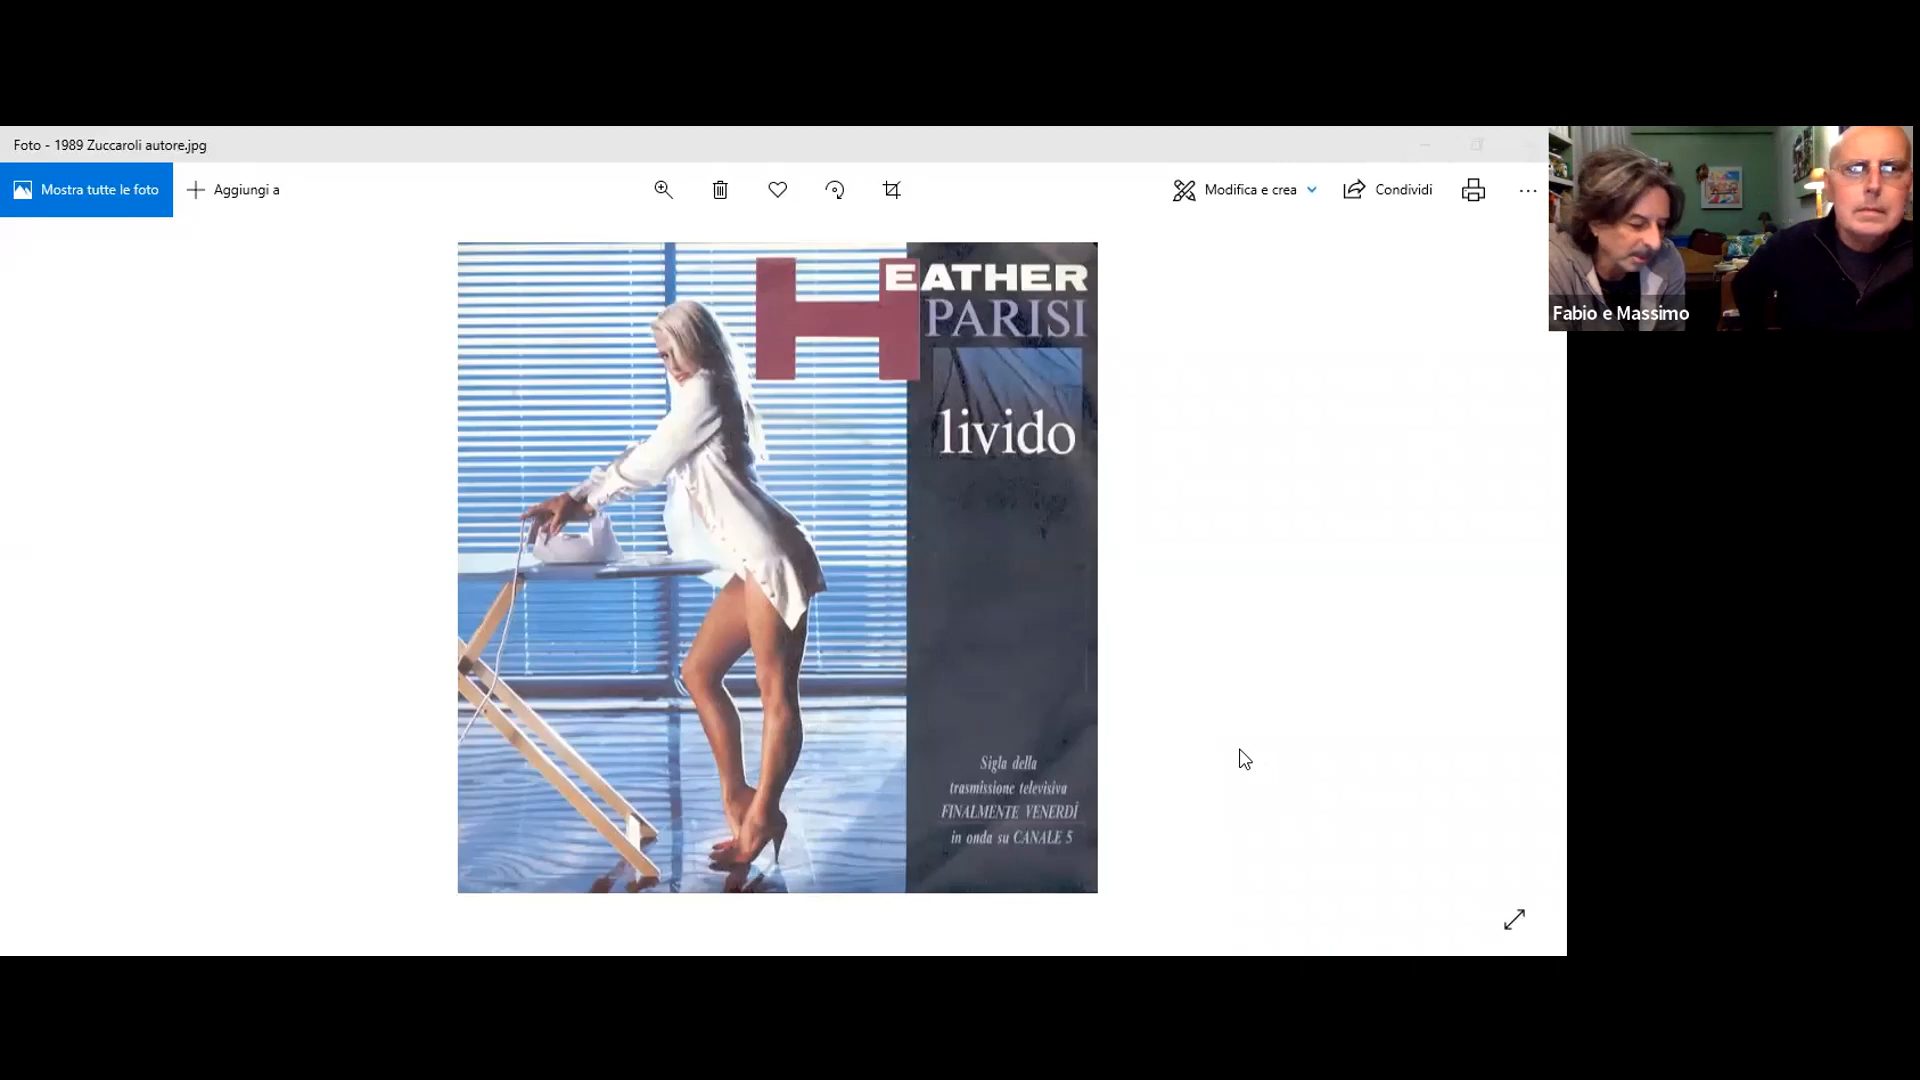 Foto - 1989 Zuccaroli autore.jpg
Mostra tutte le foto
Aggiungi a
Modifica e crea
Condividi
HEATHER
PARISI
livido
Sigla della
trasmissione televisiva
FINALMENTE VENERDÌ
in onda su CANALE 5
Fabio e Massimo